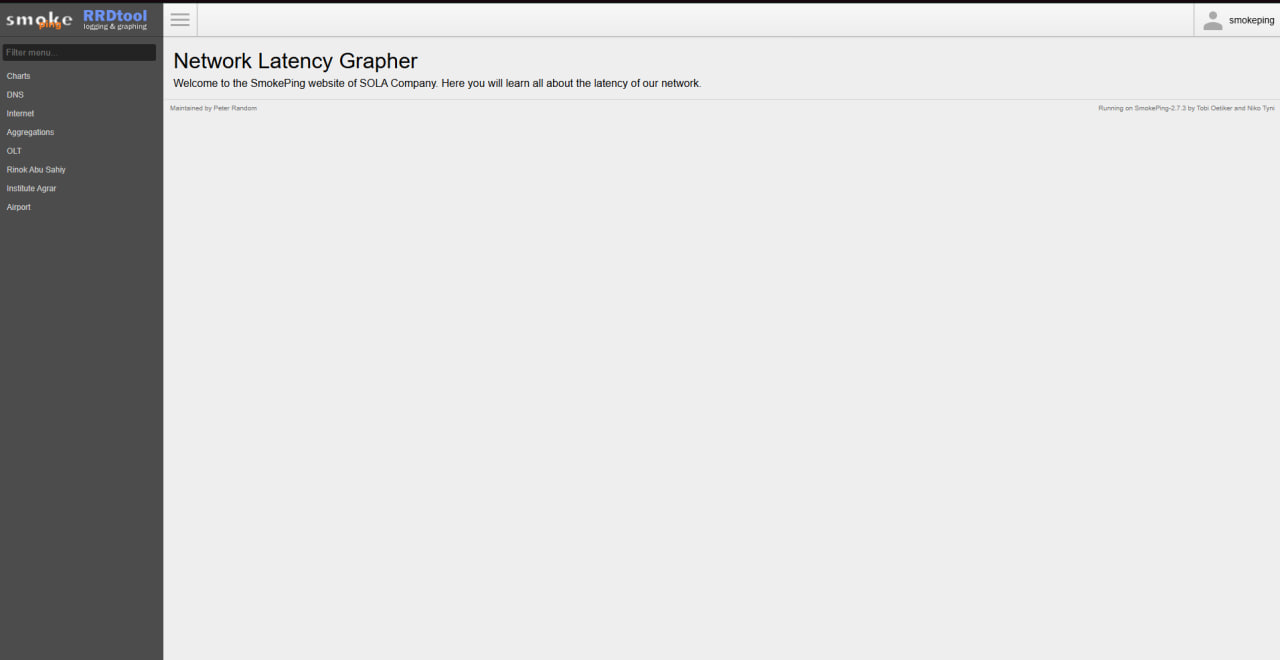 smokeping
RRDtool
logging & graphing
smokeping
Filter menu...
Charts
DNS
Internet
Aggregations
OLT
Rinok Abu Sahiy
Institute Agrar
Airport
Network Latency Grapher
Welcome to the SmokePing website of SOLA Company. Here you will learn all about the latency of our network.
Maintained by Peter Random
Running on SmokePing-2.7.3 by Tobi Oetiker and Niko Tyni